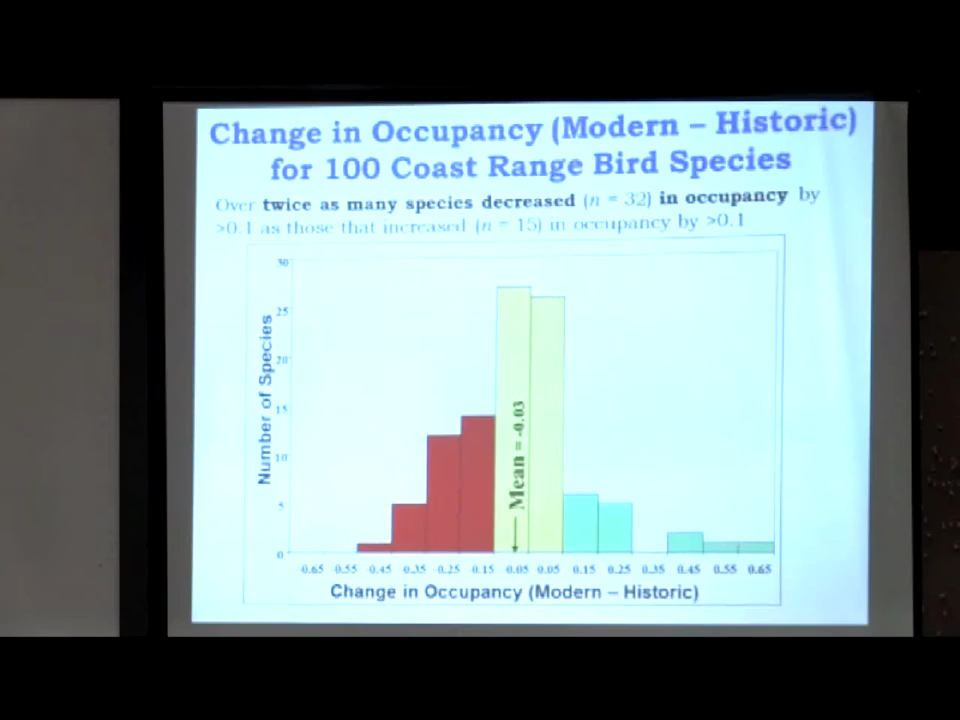 Change in Occupancy (Modern – Historic)
for 100 Coast Range Bird Species
Over twice as many species decreased (n = 32) in occupancy by
>0.1 as those that increased (n = 15) in occupancy by >0.1
30
25
20
15
10
5
0
Number of Species
Mean = -0.03
-0.65 -0.55 -0.45 -0.35 -0.25 -0.15 -0.05 0.05 0.15 0.25 0.35 0.45 0.55 0.65
Change in Occupancy (Modern – Historic)